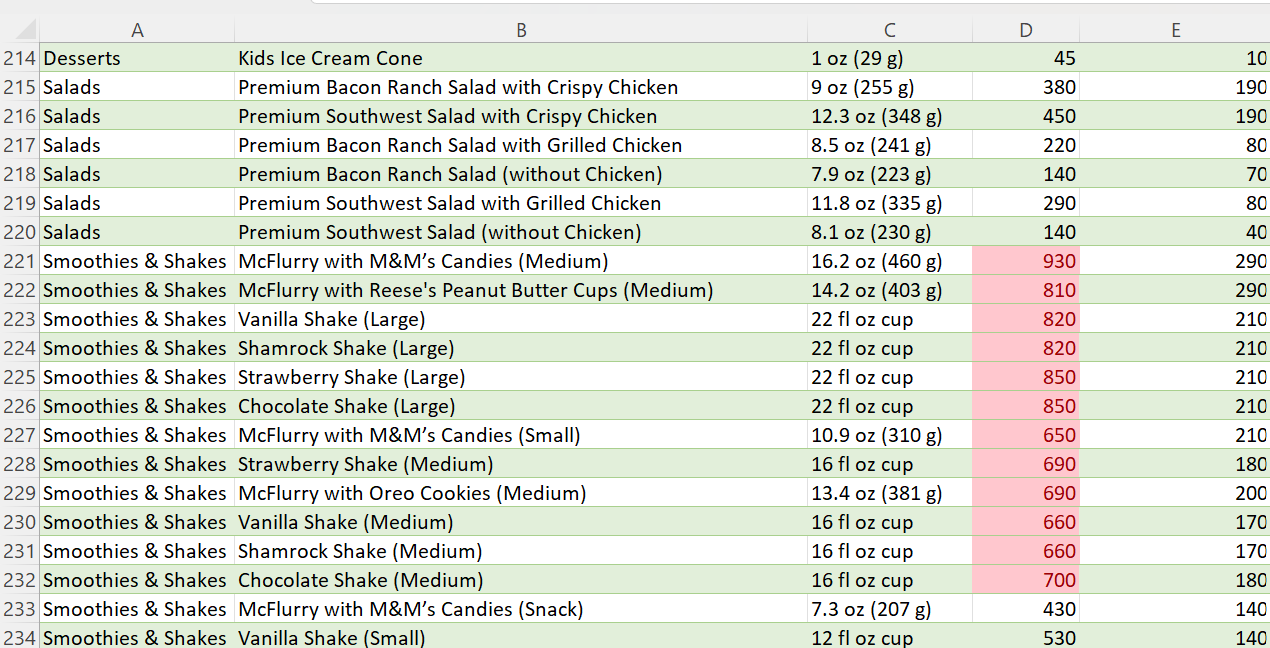 A B C D E
214 Desserts Kids Ice Cream Cone 1 oz (29 g) 45 10
215 Salads Premium Bacon Ranch Salad with Crispy Chicken 9 oz (255 g) 380 190
216 Salads Premium Southwest Salad with Crispy Chicken 12.3 oz (348 g) 450 190
217 Salads Premium Bacon Ranch Salad with Grilled Chicken 8.5 oz (241 g) 220 80
218 Salads Premium Bacon Ranch Salad (without Chicken) 7.9 oz (223 g) 140 70
219 Salads Premium Southwest Salad with Grilled Chicken 11.8 oz (335 g) 290 80
220 Salads Premium Southwest Salad (without Chicken) 8.1 oz (230 g) 140 40
221 Smoothies & Shakes McFlurry with M&M’s Candies (Medium) 16.2 oz (460 g) 930 290
222 Smoothies & Shakes McFlurry with Reese's Peanut Butter Cups (Medium) 14.2 oz (403 g) 810 290
223 Smoothies & Shakes Vanilla Shake (Large) 22 fl oz cup 820 210
224 Smoothies & Shakes Shamrock Shake (Large) 22 fl oz cup 820 210
225 Smoothies & Shakes Strawberry Shake (Large) 22 fl oz cup 850 210
226 Smoothies & Shakes Chocolate Shake (Large) 22 fl oz cup 850 210
227 Smoothies & Shakes McFlurry with M&M’s Candies (Small) 10.9 oz (310 g) 650 210
228 Smoothies & Shakes Strawberry Shake (Medium) 16 fl oz cup 690 180
229 Smoothies & Shakes McFlurry with Oreo Cookies (Medium) 13.4 oz (381 g) 690 200
230 Smoothies & Shakes Vanilla Shake (Medium) 16 fl oz cup 660 170
231 Smoothies & Shakes Shamrock Shake (Medium) 16 fl oz cup 660 170
232 Smoothies & Shakes Chocolate Shake (Medium) 16 fl oz cup 700 180
233 Smoothies & Shakes McFlurry with M&M’s Candies (Snack) 7.3 oz (207 g) 430 140
234 Smoothies & Shakes Vanilla Shake (Small) 12 fl oz cup 530 140